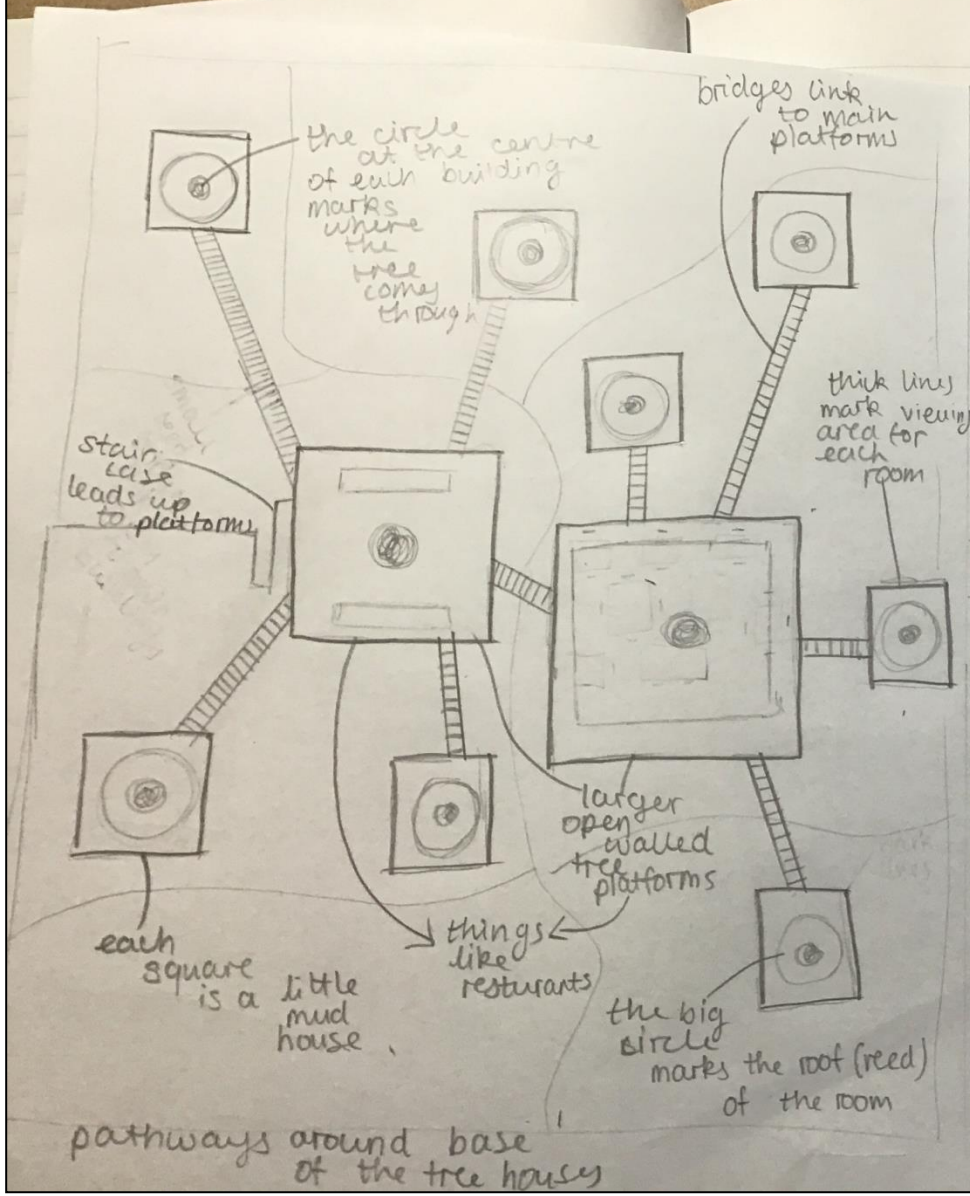 the circle
at the centre
of each building
marks
where
the
tree
comes
through
bridges link
to main
platforms
thick lines
mark viewing
area for
each
room
stair
case
leads up
to platforms
larger
open
walled
tree
platforms
things
like
resturants
each
square
is a little
mud
house.
the big
circle
marks the roof (reed)
of the room
pathways around base
of the tree houses